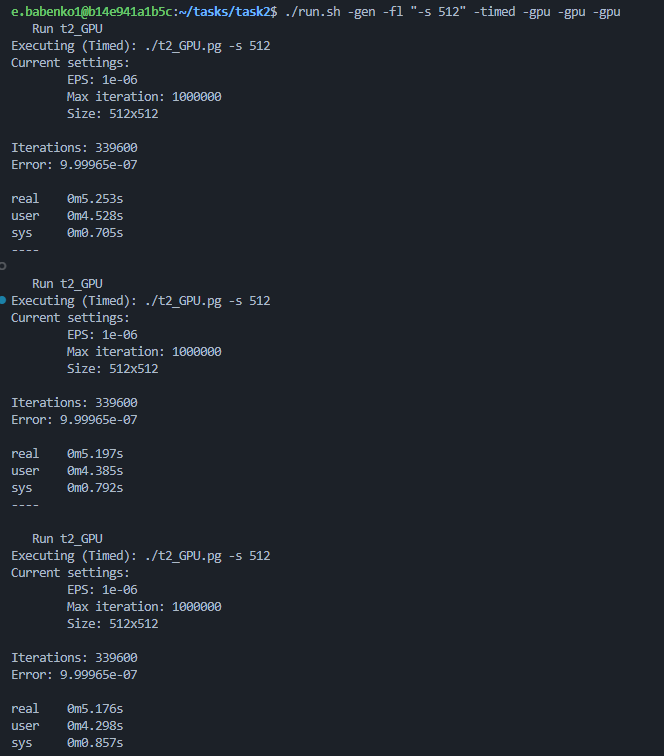 e.babenko1@b14e941a1b5c:~/tasks/task2$ ./run.sh -gen -fl "-s 512" -timed -gpu -gpu -gpu
Run t2_GPU
Executing (Timed): ./t2_GPU.pg -s 512
Current settings:
EPS: 1e-06
Max iteration: 1000000
Size: 512x512
Iterations: 339600
Error: 9.99965e-07
real 0m5.253s
user 0m4.528s
sys 0m0.705s
----
Run t2_GPU
Executing (Timed): ./t2_GPU.pg -s 512
Current settings:
EPS: 1e-06
Max iteration: 1000000
Size: 512x512
Iterations: 339600
Error: 9.99965e-07
real 0m5.197s
user 0m4.385s
sys 0m0.792s
----
Run t2_GPU
Executing (Timed): ./t2_GPU.pg -s 512
Current settings:
EPS: 1e-06
Max iteration: 1000000
Size: 512x512
Iterations: 339600
Error: 9.99965e-07
real 0m5.176s
user 0m4.298s
sys 0m0.857s